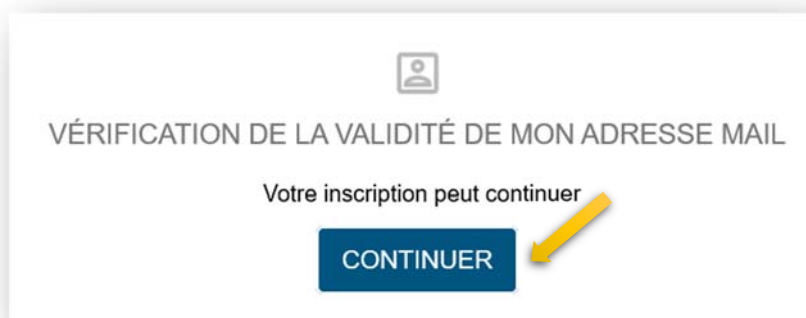 VÉRIFICATION DE LA VALIDITÉ DE MON ADRESSE MAIL
Votre inscription peut continuer
CONTINUER